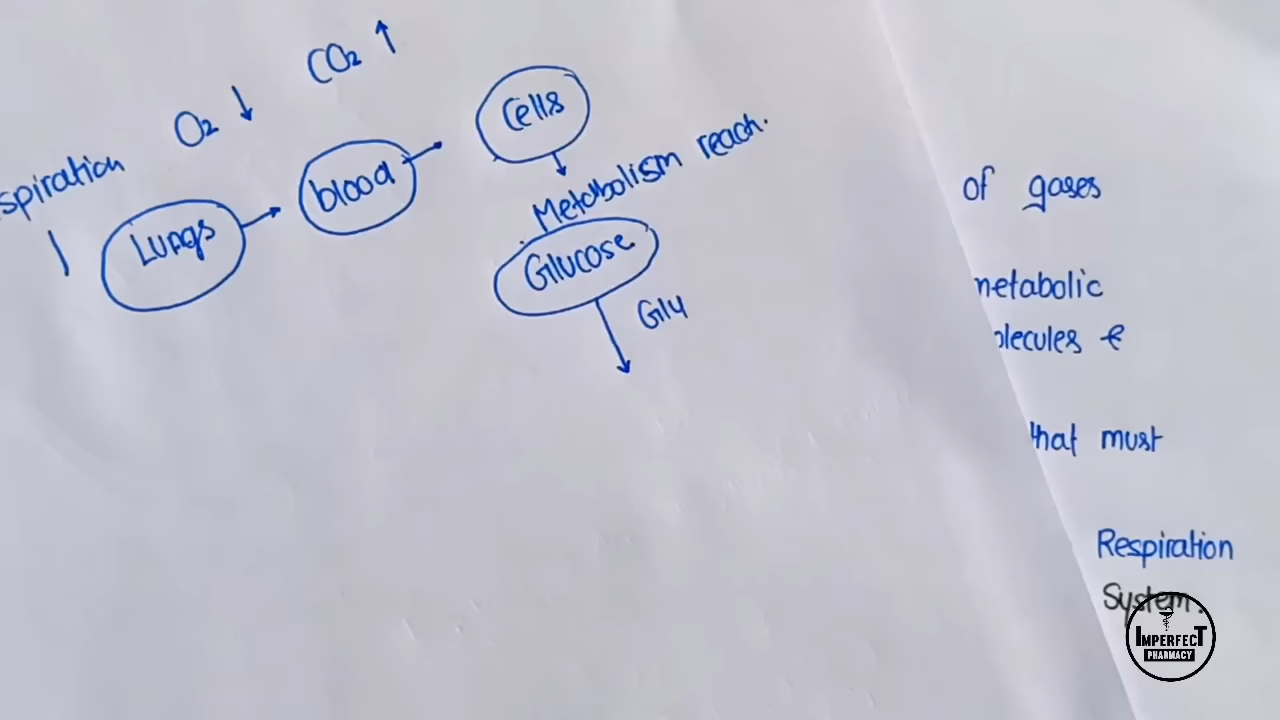 CO₂ ↑
O₂ ↓
spiration
Cells
blood
Lungs
Metabolism reach.
Glucose
Gly
of gases
metabolic
olecules &
that must
Respiration
System.
IMPERFECT
PHARMACY